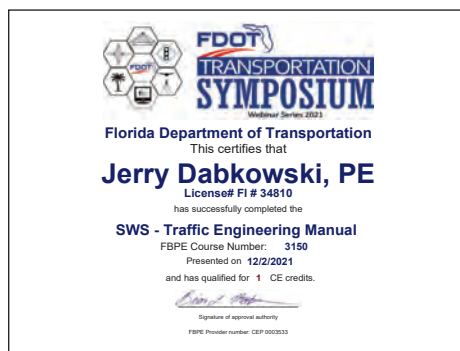 FDOT
TRANSPORTATION
SYMPOSIUM
Webinar Series 2021
FDOT
Florida Department of Transportation
This certifies that
Jerry Dabkowski, PE
License# Fl # 34810
has successfully completed the
SWS - Traffic Engineering Manual
FBPE Course Number: 3150
Presented on 12/2/2021
and has qualified for 1 CE credits.
Signature of approval authority
FBPE Provider number: CEP 0003533